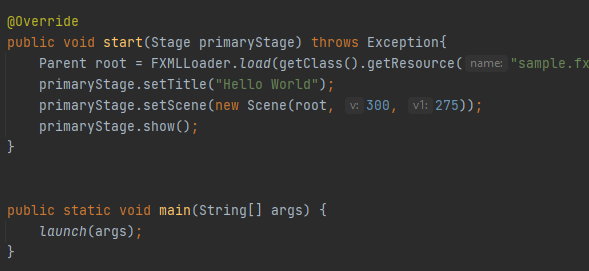 @Override
public void start(Stage primaryStage) throws Exception{
Parent root = FXMLLoader.load(getClass().getResource( name: "sample.fx
primaryStage.setTitle("Hello World");
primaryStage.setScene(new Scene(root, v: 300, v1: 275));
primaryStage.show();
}
public static void main(String[] args) {
launch(args);
}